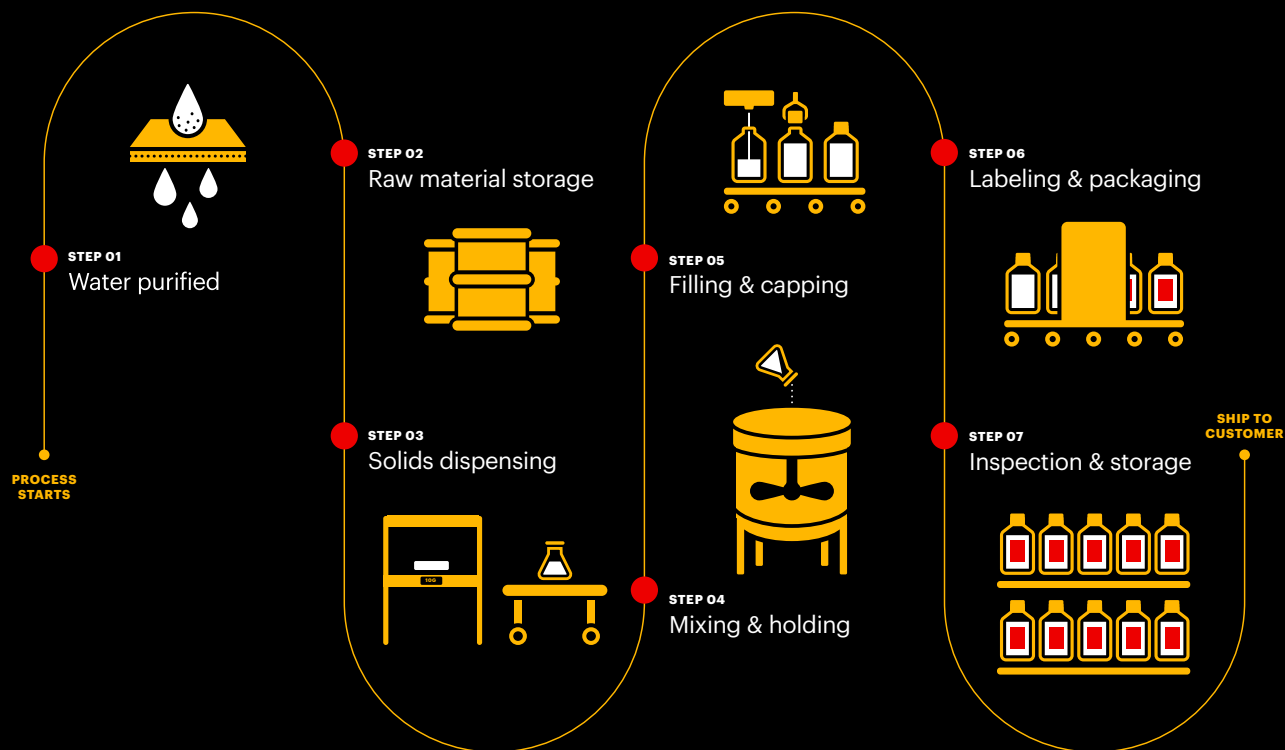 PROCESS
STARTS
STEP 01
Water purified
STEP 02
Raw material storage
STEP 03
Solids dispensing
10G
STEP 04
Mixing & holding
STEP 05
Filling & capping
STEP 06
Labeling & packaging
STEP 07
Inspection & storage
SHIP TO
CUSTOMER